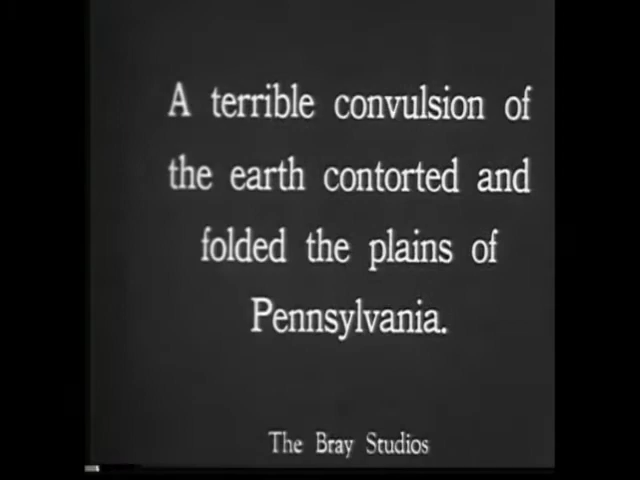 A terrible convulsion of
the earth contorted and
folded the plains of
Pennsylvania.
The Bray Studios